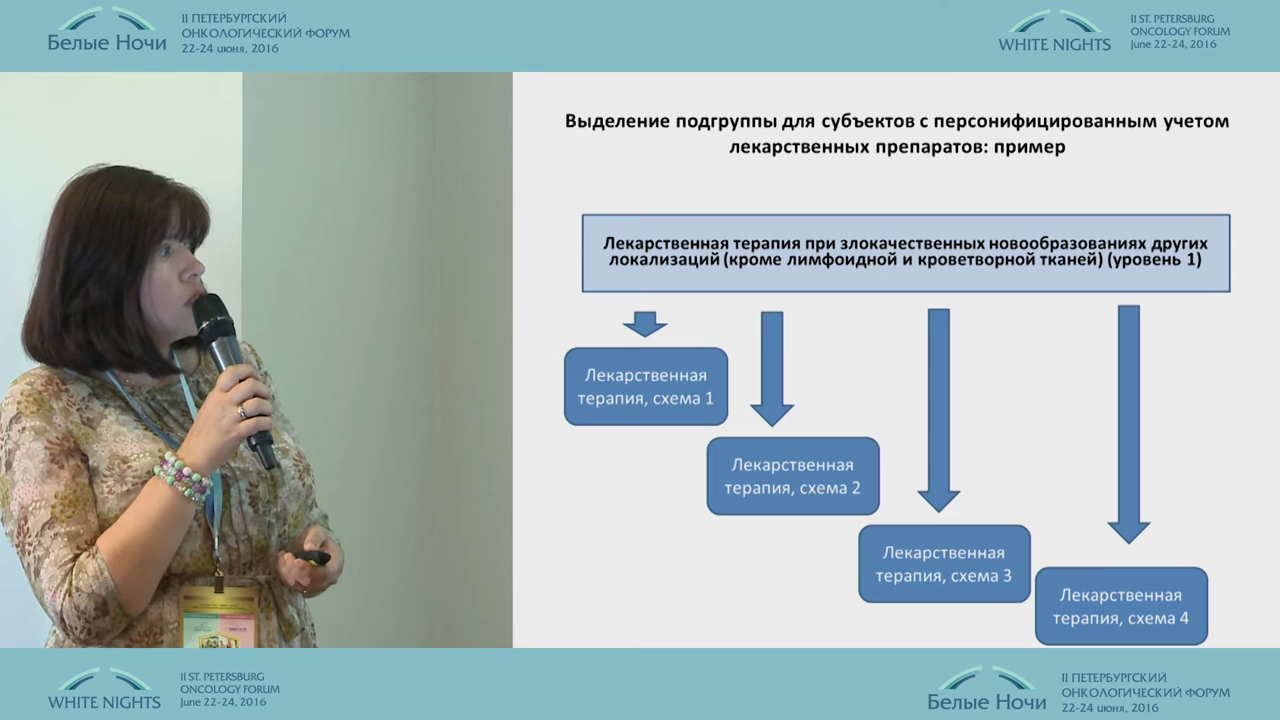 Белые Ночи
II ПЕТЕРБУРГСКИЙ
ОНКОЛОГИЧЕСКИЙ ФОРУМ
22-24 июня, 2016
WHITE NIGHTS
II ST. PETERSBURG
ONCOLOGY FORUM
June 22-24, 2016
Выделение подгруппы для субъектов с персонифицированным учетом
лекарственных препаратов: пример
Лекарственная терапия при злокачественных новообразованиях других
локализаций (кроме лимфоидной и кроветворной тканей) (уровень 1)
Лекарственная
терапия, схема 1
Лекарственная
терапия, схема 2
Лекарственная
терапия, схема 3
Лекарственная
терапия, схема 4
WHITE NIGHTS
II ST. PETERSBURG
ONCOLOGY FORUM
June 22-24, 2016
Белые Ночи
II ПЕТЕРБУРГСКИЙ
ОНКОЛОГИЧЕСКИЙ ФОРУМ
22-24 июня, 2016